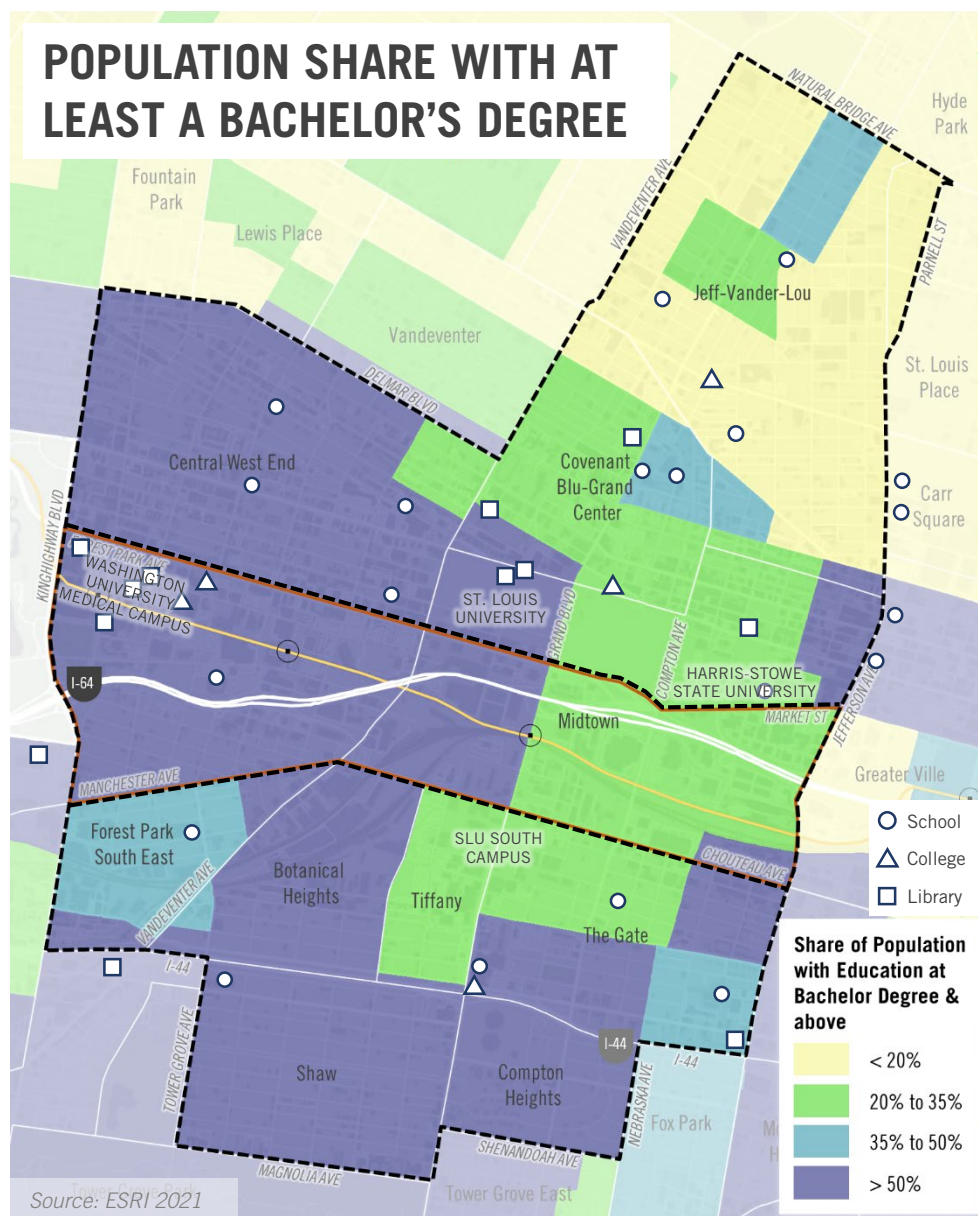 POPULATION SHARE WITH AT
LEAST A BACHELOR'S DEGREE
NATURAL BRIDGE AVE
Hyde
Park
Fountain
Park
VANDEVENTER AVE
Lewis Place
PARNELL ST
Jeff-Vander-Lou
Vandeventer
St. Louis
Place
DELMAR BLVD
Central West End
Covenant
Blu-Grand
Center
Carr
Square
KINGHIGHWAY BLVD
FOREST PARK AVE
WASHINGTON
UNIVERSITY
MEDICAL CAMPUS
ST. LOUIS
UNIVERSITY
GRAND BLVD
COMPTON AVE
HARRIS-STOWE
STATE UNIVERSITY
I-64
Midtown
MARKET ST
JEFFERSON AVE
MANCHESTER AVE
Greater Ville
Forest Park
South East
SLU SOUTH
CAMPUS
CHOUTEAU AVE
School
College
Library
Botanical
Heights
Tiffany
VANDEVENTER AVE
The Gate
I-44
Share of Population
with Education at
Bachelor Degree &
above
< 20%
20% to 35%
35% to 50%
> 50%
I-44
I-44
TOWER GROVE AVE
Shaw
Compton
Heights
NEBRASKA AVE
Fox Park
SHENANDOAH AVE
MAGNOLIA AVE
Tower Grove Park
Tower Grove East
Source: ESRI 2021